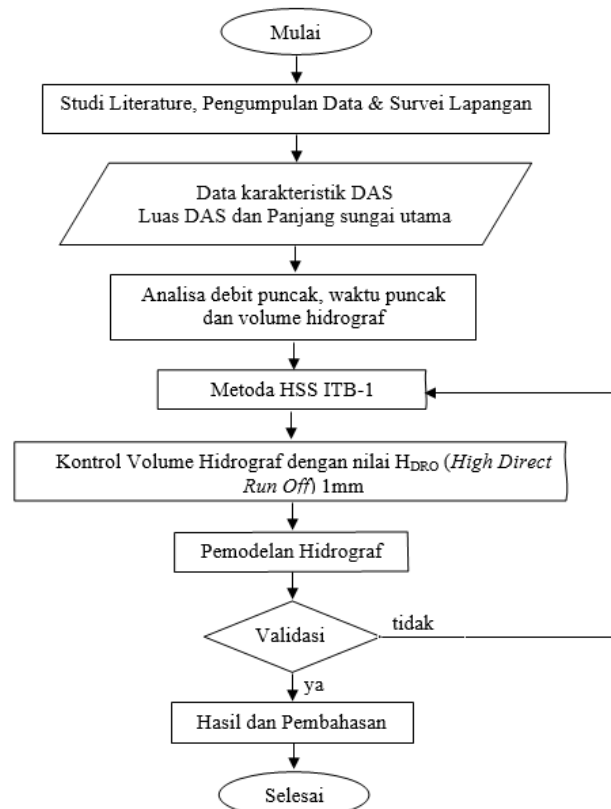 Mulai
Studi Literature, Pengumpulan Data & Survei Lapangan
Data karakteristik DAS
Luas DAS dan Panjang sungai utama
Analisa debit puncak, waktu puncak
dan volume hidrograf
Metoda HSS ITB-1
Kontrol Volume Hidrograf dengan nilai HDRO (High Direct
Run Off) 1mm
Pemodelan Hidrograf
Validasi
tidak
ya
Hasil dan Pembahasan
Selesai